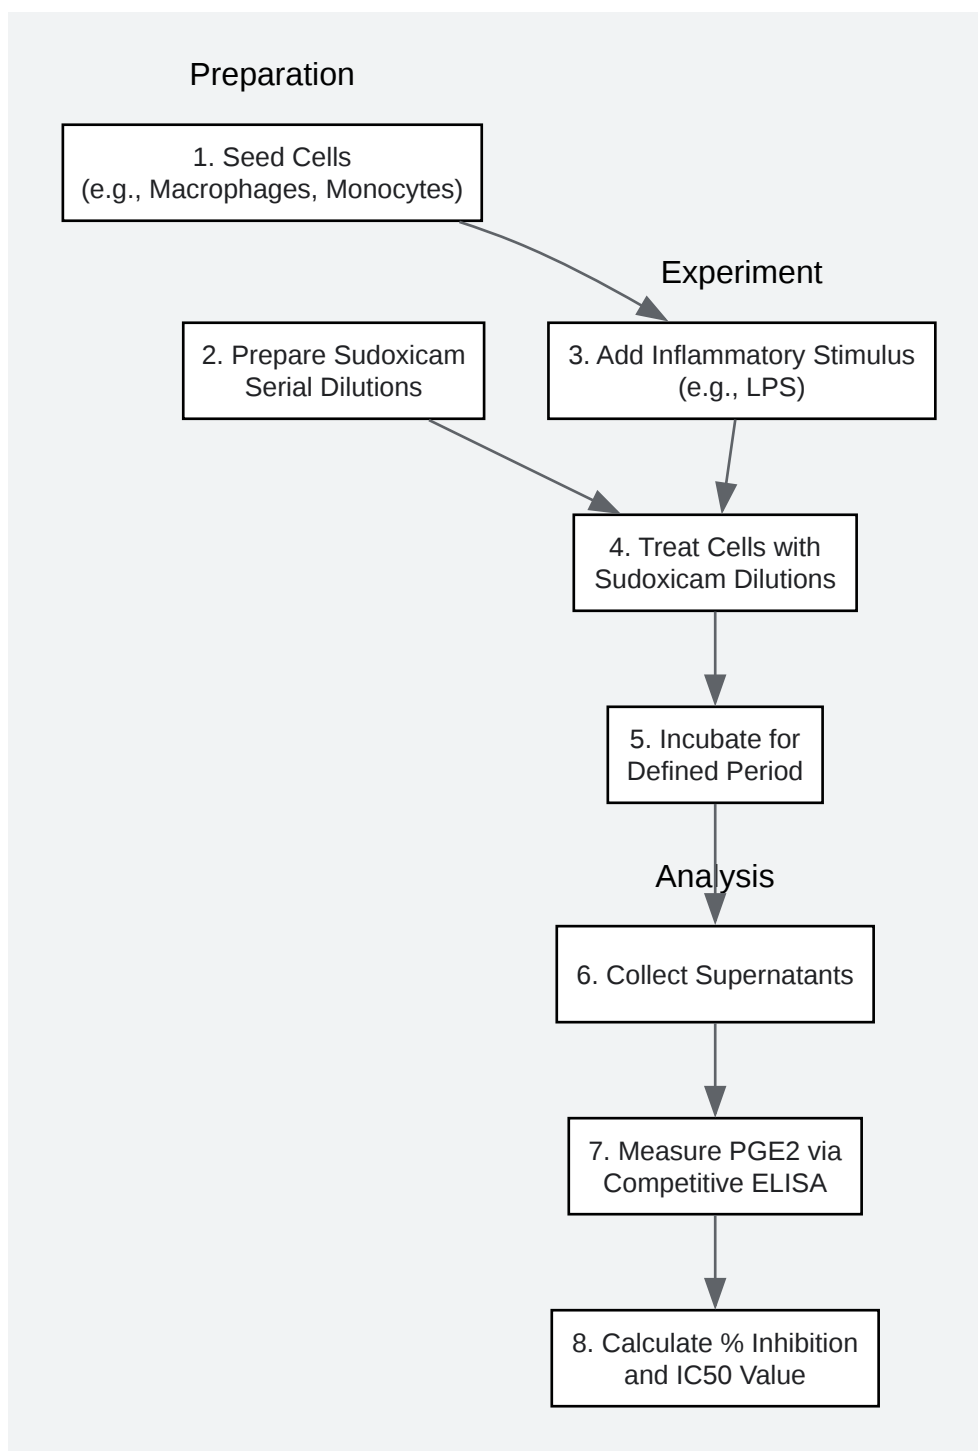 Preparation
1. Seed Cells
(e.g., Macrophages, Monocytes)
Experiment
2. Prepare Sudoxicam
Serial Dilutions
3. Add Inflammatory Stimulus
(e.g., LPS)
4. Treat Cells with
Sudoxicam Dilutions
5. Incubate for
Defined Period
Analysis
6. Collect Supernatants
7. Measure PGE2 via
Competitive ELISA
8. Calculate % Inhibition
and IC50 Value